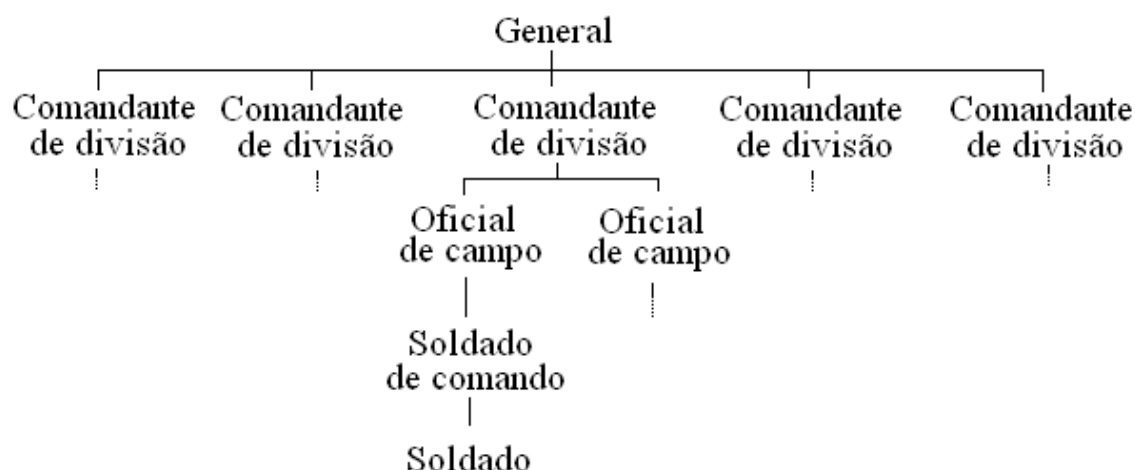 General
Comandante Comandante Comandante Comandante Comandante
de divisão de divisão de divisão de divisão de divisão
Oficial Oficial
de campo de campo
Soldado
de comando
Soldado